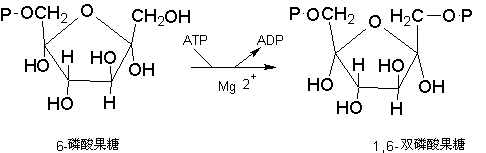 P-OCH₂ O CH₂OH
HO H H OH
HO H
6-磷酸果糖
ATP ADP
Mg 2⁺
P-OCH₂ O H₂C—O·P
HO H HO OH
HO H
1,6-双磷酸果糖